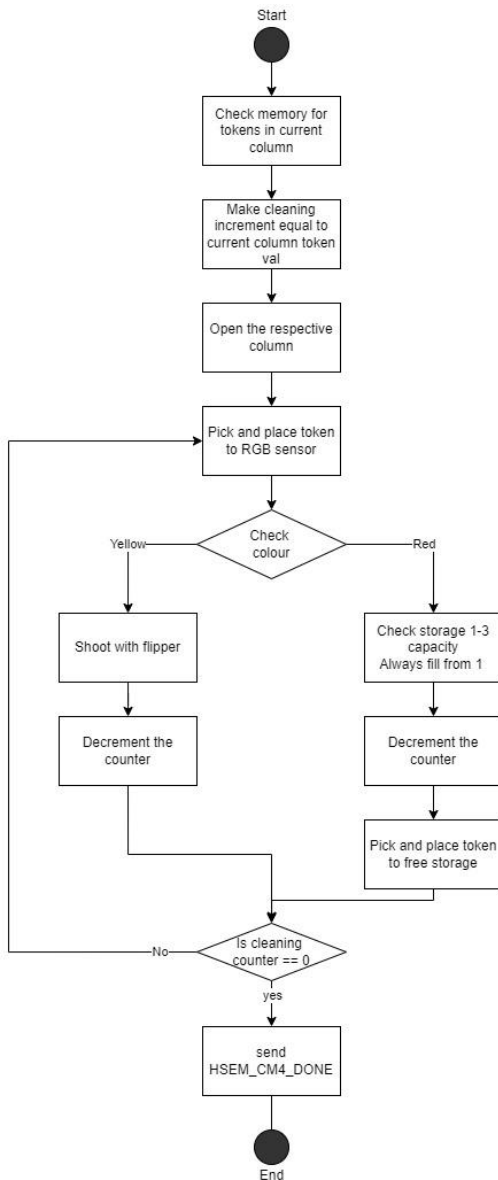 Start
Check memory for
tokens in current
column
Make cleaning
increment equal to
current column token
val
Open the respective
column
Pick and place token
to RGB sensor
Check
colour
Yellow
Red
Shoot with flipper
Check storage 1-3
capacity
Always fill from 1
Decrement the
counter
Decrement the
counter
Pick and place token
to free storage
Is cleaning
counter == 0
No
yes
send
HSEM_CM4_DONE
End